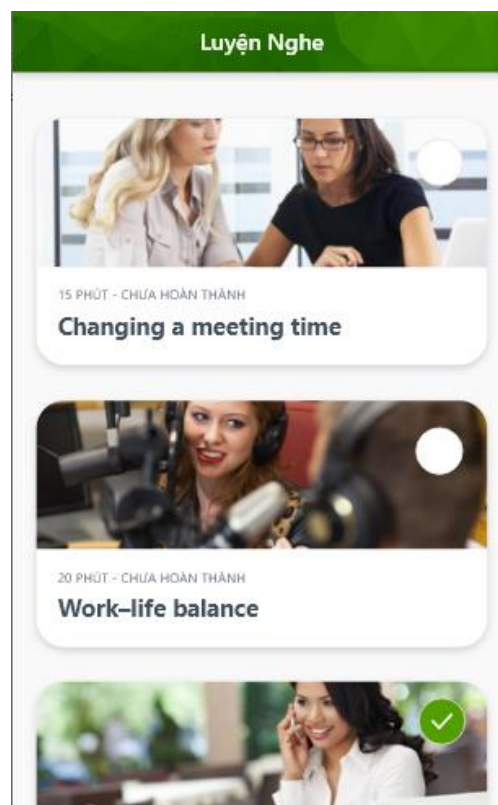 Luyện Nghe
15 PHÚT - CHƯA HOÀN THÀNH
Changing a meeting time
20 PHÚT - CHƯA HOÀN THÀNH
Work–life balance